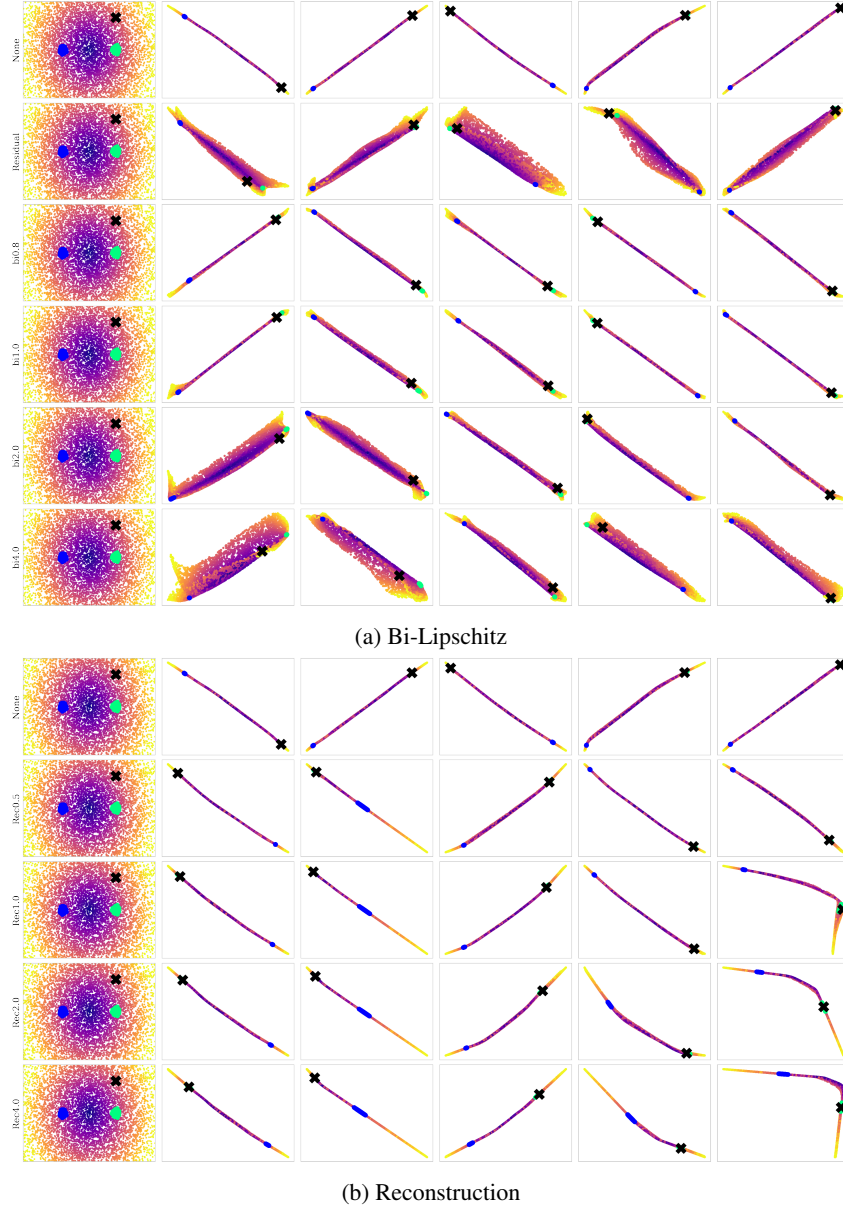 None
Residual
bi0.8
bi1.0
bi2.0
bi4.0
(a) Bi-Lipschitz
None
Rec0.5
Rec1.0
Rec2.0
Rec4.0
(b) Reconstruction